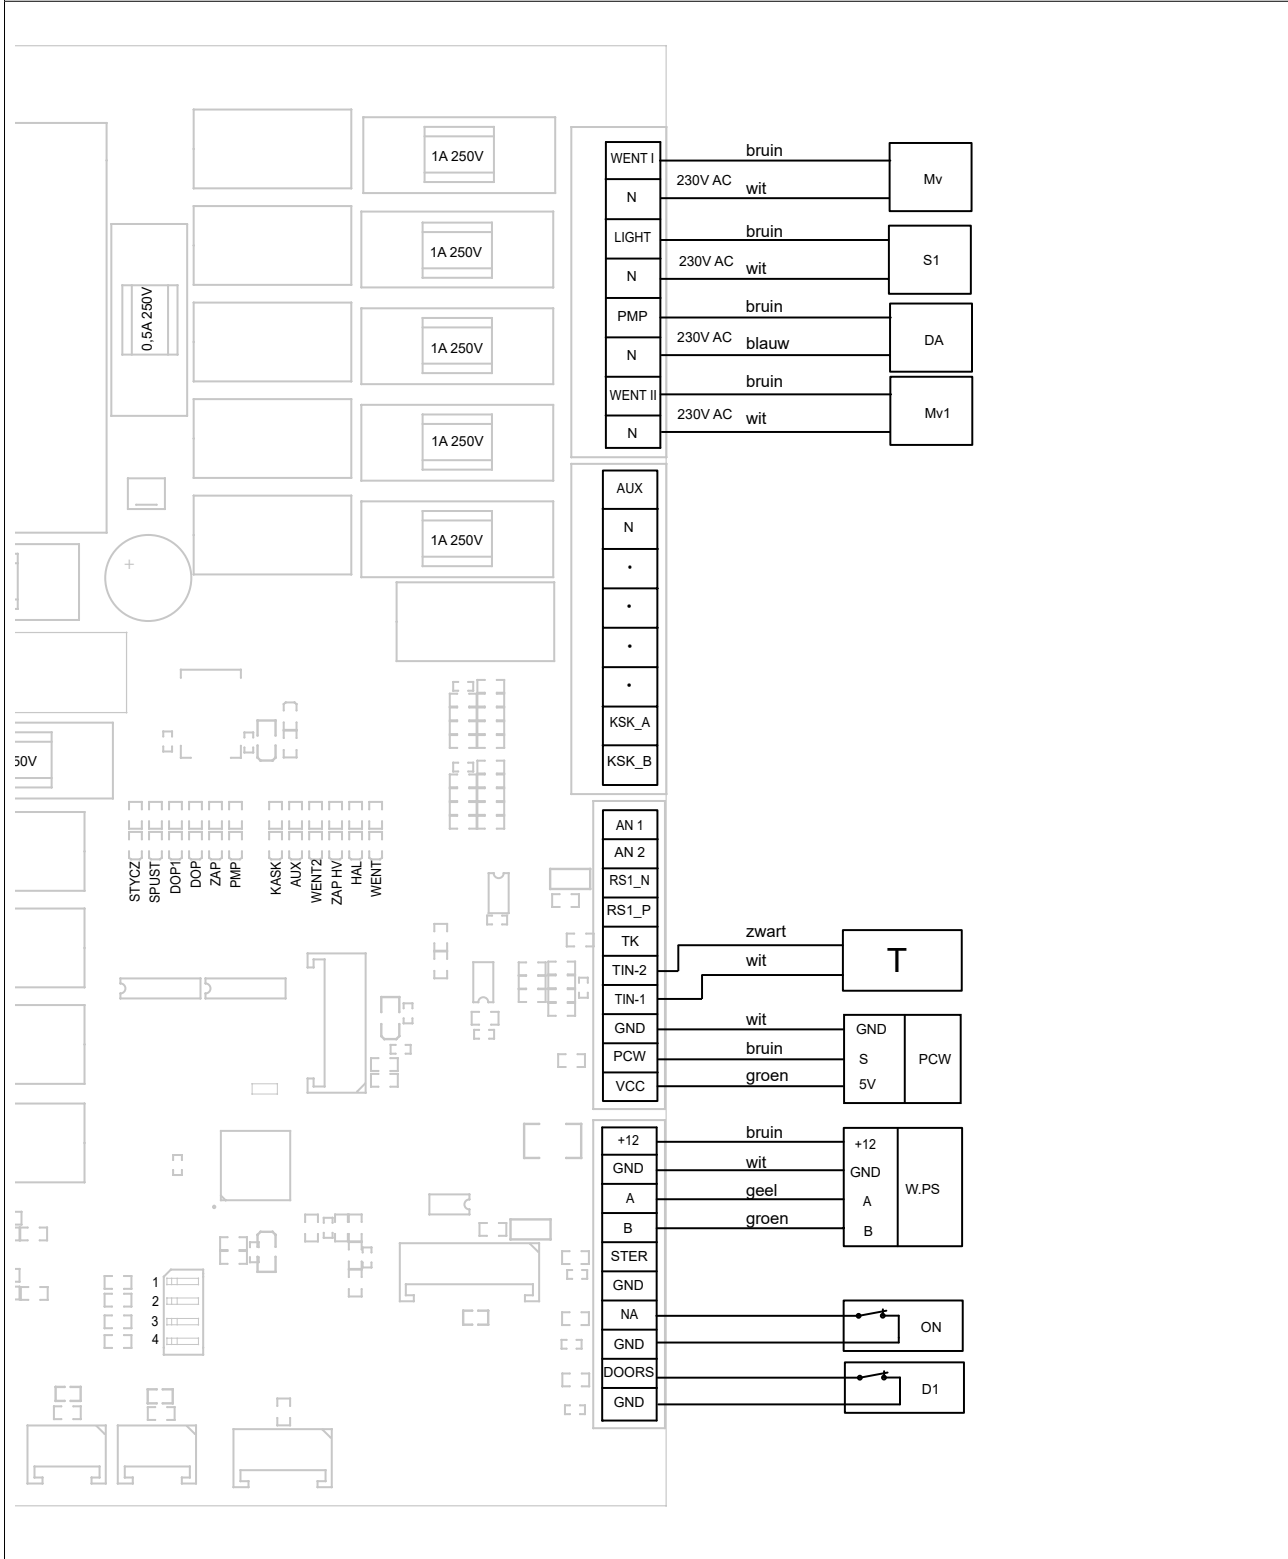 1A 250V
1A 250V
1A 250V
1A 250V
1A 250V
0,5A 250V
50V
WENT I
N
LIGHT
N
PMP
N
WENT II
N
230V AC
bruin
wit
Mv
230V AC
bruin
wit
S1
230V AC
bruin
blauw
DA
230V AC
bruin
wit
Mv1
AUX
N
KSK_A
KSK_B
STYCZ
SPUST
DOP1
DOP
ZAP
PMP
KASK
AUX
WENT2
ZAP HV
HAL
WENT
AN 1
AN 2
RS1_N
RS1_P
TK
TIN-2
TIN-1
GND
PCW
VCC
zwart
wit
T
wit
bruin
groen
GND
S
5V
PCW
+12
GND
A
B
STER
GND
NA
GND
DOORS
GND
bruin
wit
geel
groen
+12
GND
A
B
W.PS
ON
D1
1
2
3
4